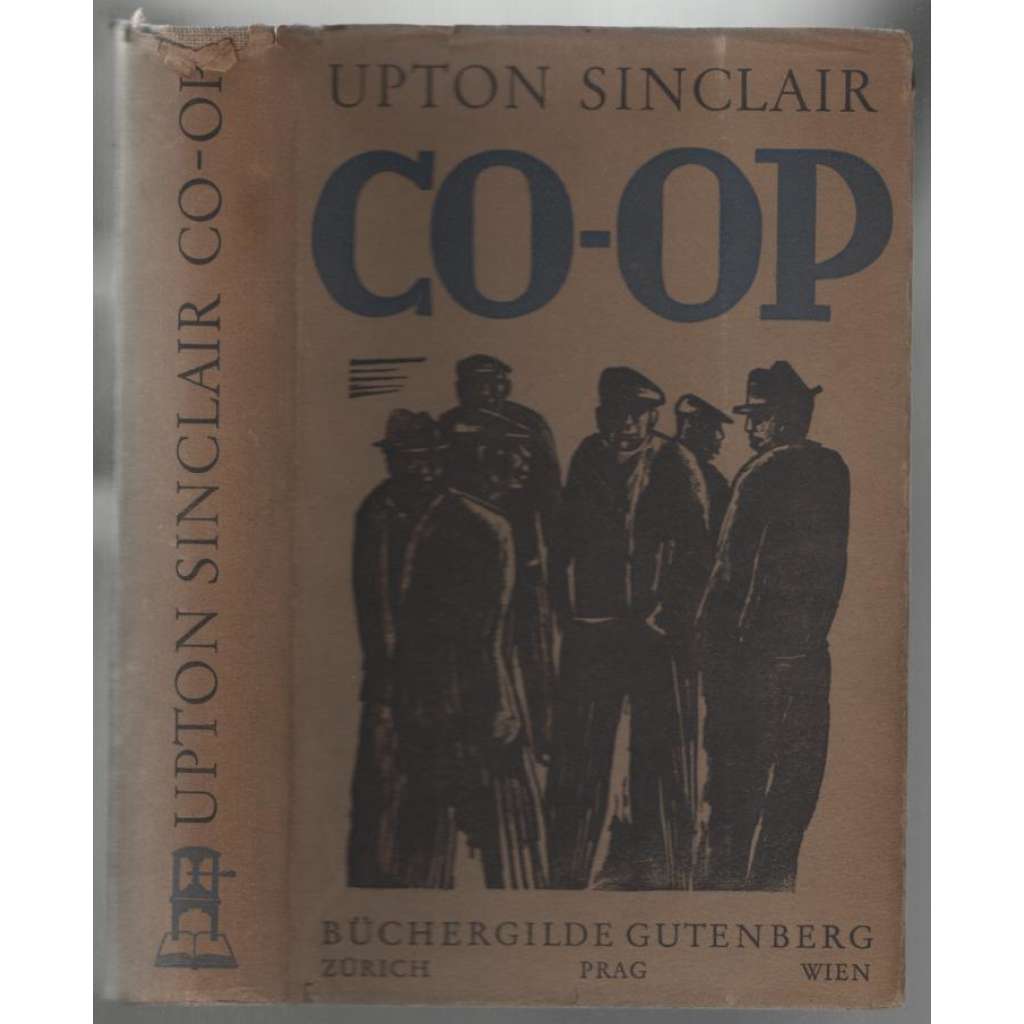 UPTON SINCLAIR CO-OP
UPTON SINCLAIR
CO-OP
BÜCHERGILDE GUTENBERG
ZÜRICH PRAG WIEN